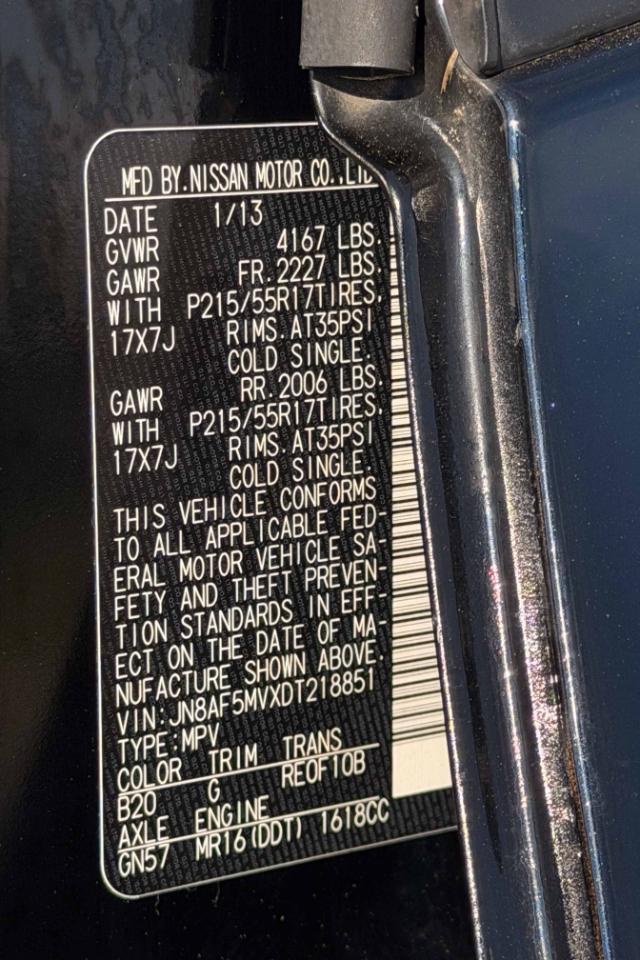 MFD BY.NISSAN MOTOR CO.,LTD
DATE 1/13
GVWR 4167 LBS.
GAWR FR.2227 LBS.
WITH P215/55R17TIRES,
17X7J RIMS.AT35PSI
COLD SINGLE.
GAWR RR.2006 LBS.
WITH P215/55R17TIRES,
17X7J RIMS.AT35PSI
COLD SINGLE.
THIS VEHICLE CONFORMS
TO ALL APPLICABLE FED-
ERAL MOTOR VEHICLE SA-
FETY AND THEFT PREVEN-
TION STANDARDS IN EFF-
ECT ON THE DATE OF MA-
NUFACTURE SHOWN ABOVE.
VIN:JN8AF5MVXDT218851
TYPE:MPV
COLOR TRIM TRANS
B20 G RE0F10B
AXLE ENGINE
GN57 MR16(DDT) 1618CC